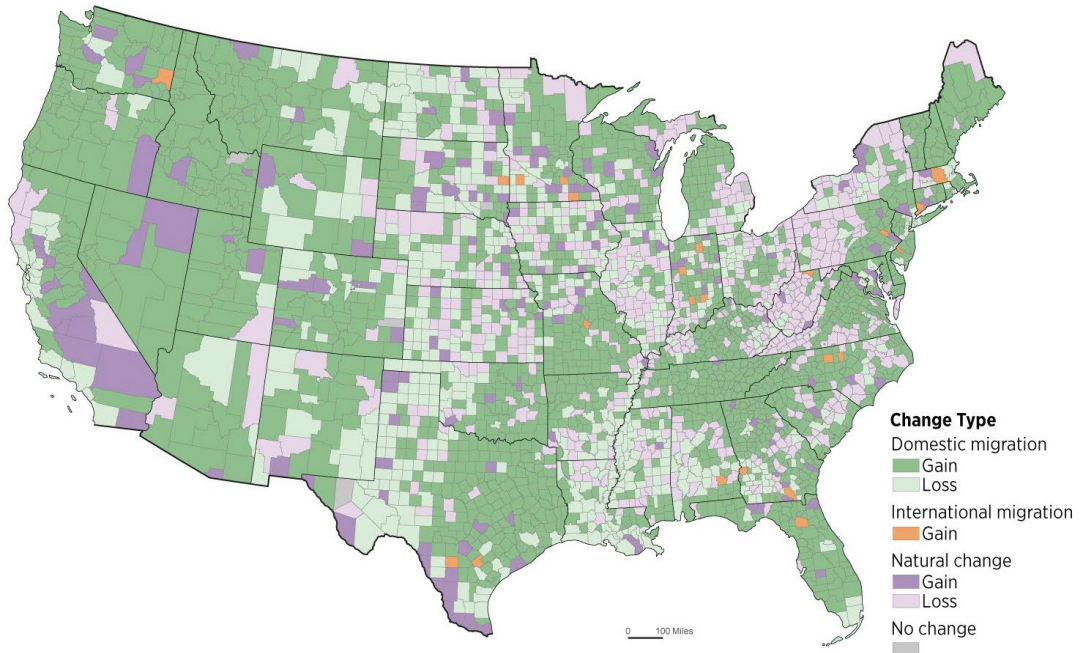 Change Type
Domestic migration
Gain
Loss
International migration
Gain
Natural change
Gain
Loss
No change
0 100 Miles